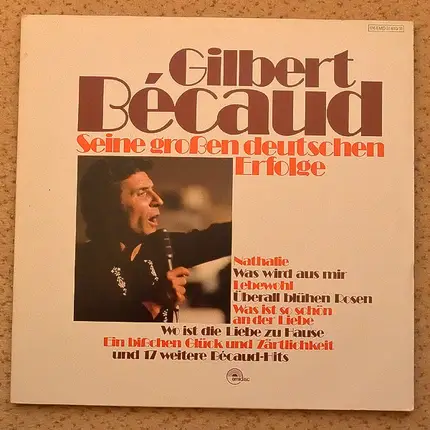 Gilbert
Bécaud
Seine großen deutschen
Erfolge
Nathalie
Was wird aus mir
Lebewohl
Überall blühen Rosen
Was ist so schön
an der Liebe
Wo ist die Liebe zu Hause
Ein bißchen Glück und Zärtlichkeit
und 17 weitere Bécaud-Hits